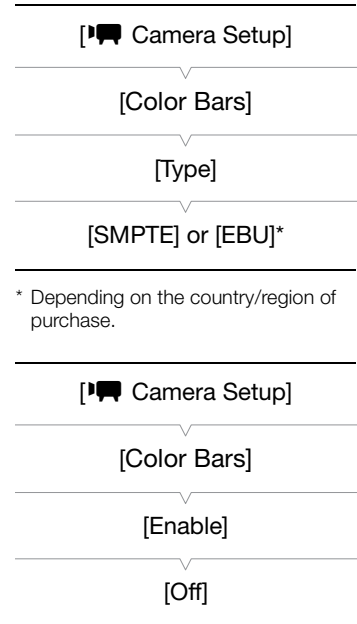 [ Camera Setup]
[Color Bars]
[Type]
[SMPTE] or [EBU]*
* Depending on the country/region of
purchase.
[ Camera Setup]
[Color Bars]
[Enable]
[Off]